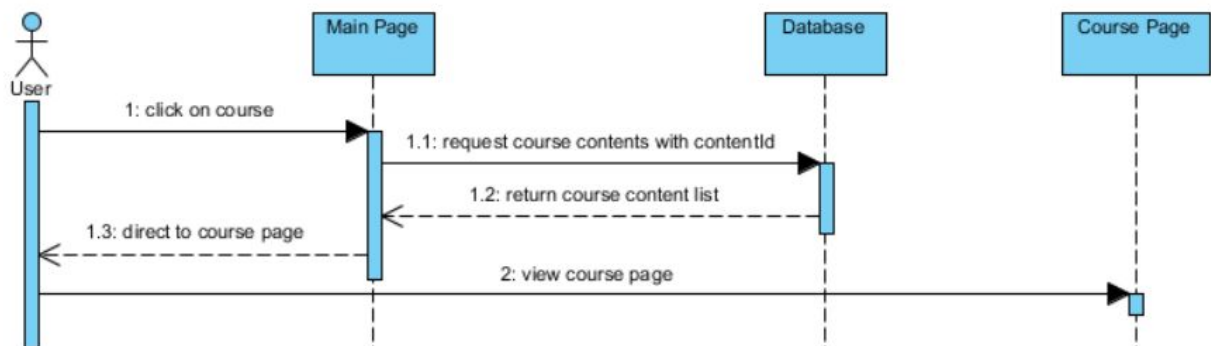 Main Page
Database
Course Page
User
1: click on course
1.1: request course contents with contentId
1.2: return course content list
1.3: direct to course page
2: view course page